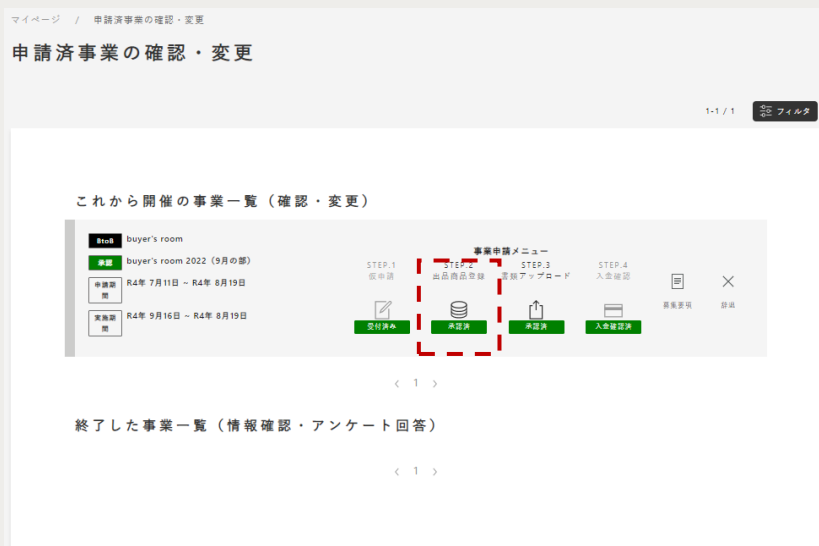 マイページ / 申請済事業の確認・変更
申請済事業の確認・変更
1-1 / 1 フィルタ
これから開催の事業一覧（確認・変更）
BtoB buyer's room
承認 buyer's room 2022（9月の部）
申請期間 R4年 7月11日 ~ R4年 8月19日
実施期間 R4年 9月16日 ~ R4年 8月19日
事業申請メニュー
STEP.1 STEP.2 STEP.3 STEP.4
仮申請 出品商品登録 書類アップロード 入金確認
受付済み 承認済 承認済 入金確認済
募集要項 辞退
< 1 >
終了した事業一覧（情報確認・アンケート回答）
< 1 >